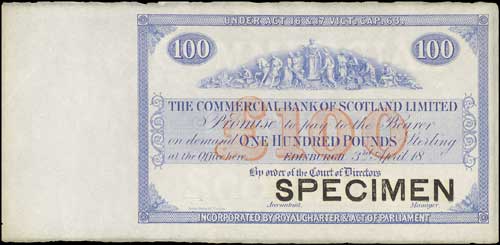 UNDER ACT 16 & 17 VICT. CAP. 63.
100 100
THE COMMERCIAL BANK OF SCOTLAND LIMITED
£100
Promise to pay to the Bearer
on demand ONE HUNDRED POUNDS Sterling
at the Office here. EDINBURGH 3rd April 18
By order of the Court of Directors
SPECIMEN
Accountant. Manager.
INCORPORATED BY ROYAL CHARTER & ACT OF PARLIAMENT